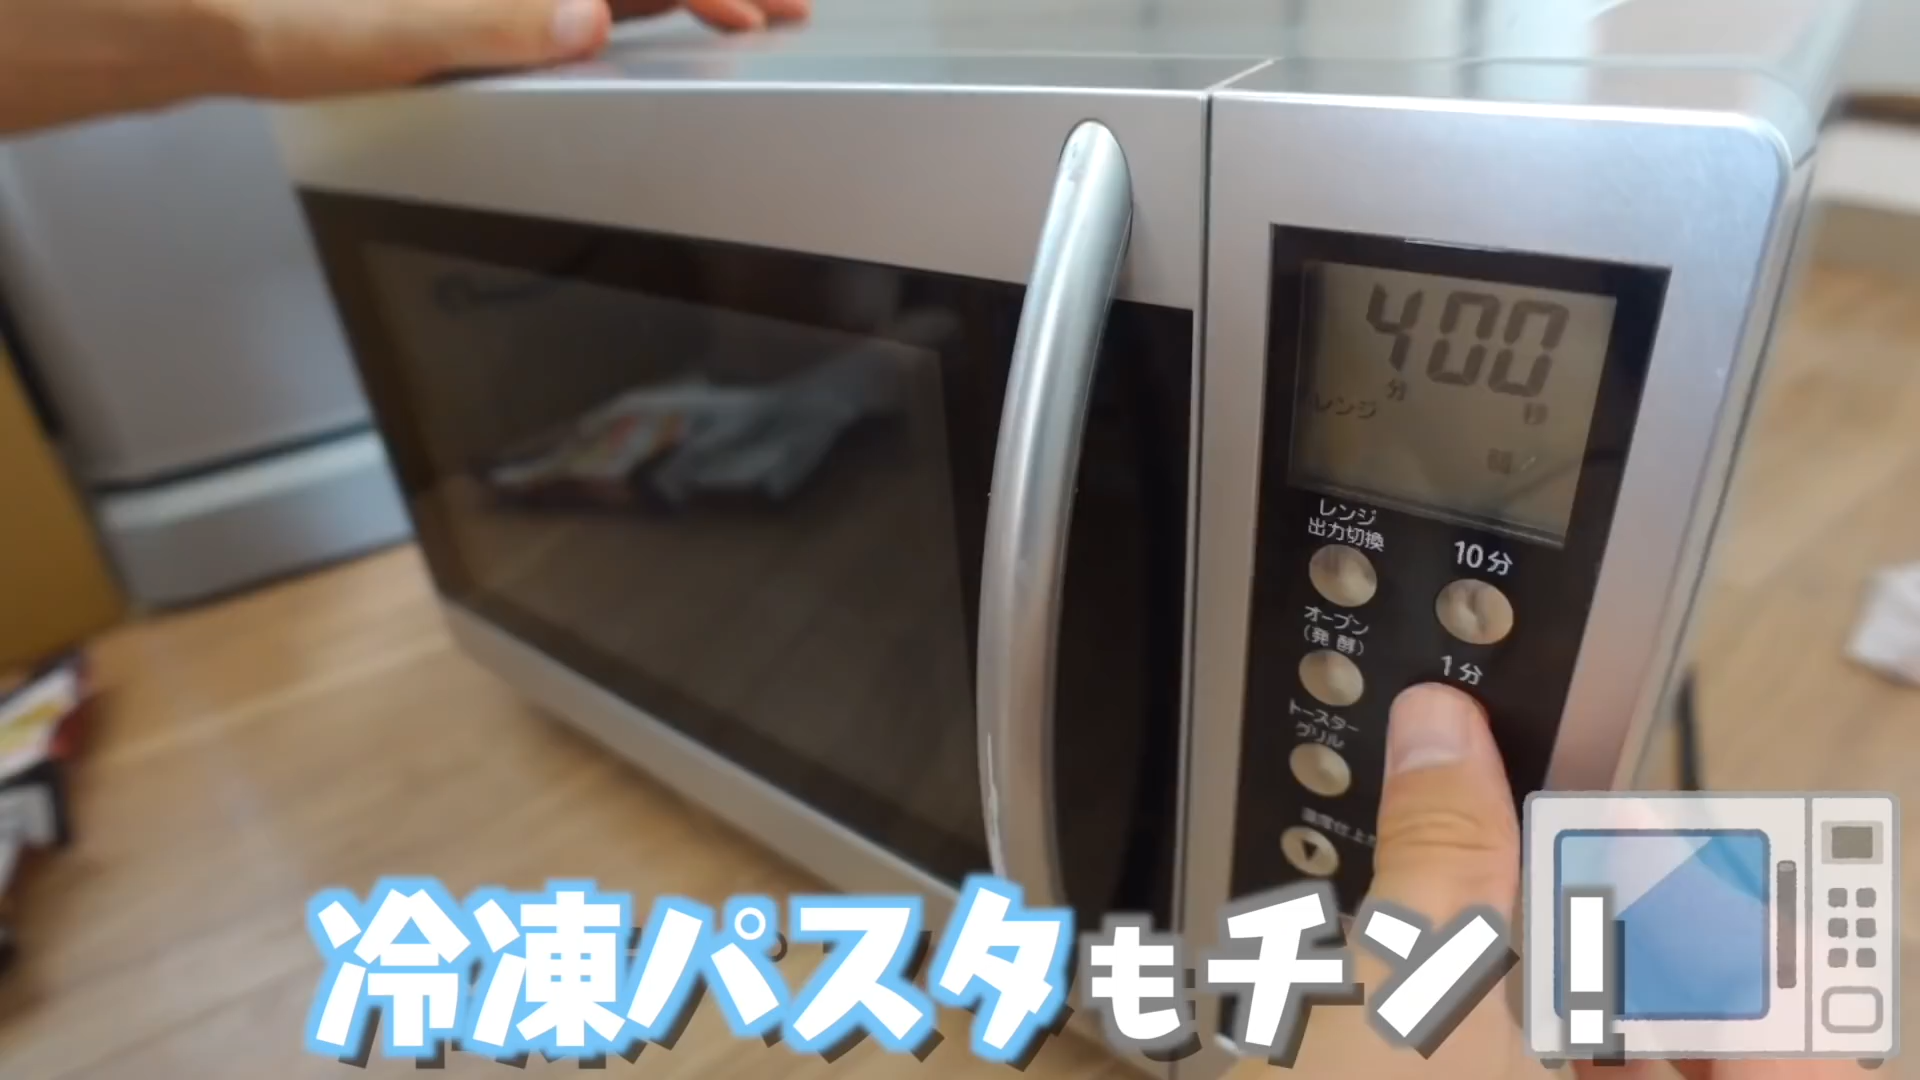 400
分
秒
レンジ
レンジ
出力切換
10分
オーブン
(発酵)
1分
トースター
グリル
冷凍パスタもチン!